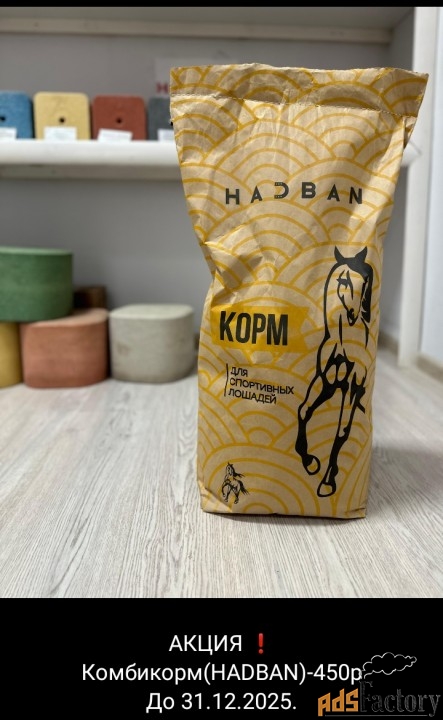 HADBAN
КОРМ
ДЛЯ
СПОРТИВНЫХ
ЛОШАДЕЙ
АКЦИЯ ❗
Комбикорм(HADBAN)-450р
До 31.12.2025.
AdsFactory